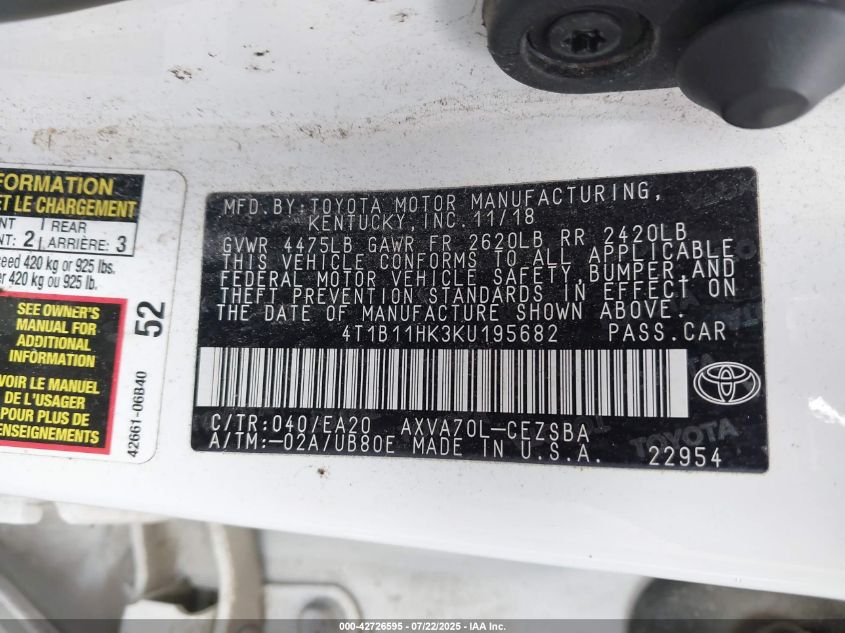 FORMATION
ET LE CHARGEMENT
NT REAR
NT: 2 ARRIÈRE: 3
eed 420 kg or 925 lbs.
er 420 kg ou 925 lb.
SEE OWNER'S
MANUAL FOR
ADDITIONAL
INFORMATION
VOIR LE MANUEL
DE L'USAGER
POUR PLUS DE
RENSEIGNEMENTS
52
42661-06B40
MFD.BY:TOYOTA MOTOR MANUFACTURING,
KENTUCKY, INC. 11/18
GVWR 4475LB GAWR FR 2620LB RR 2420LB
THIS VEHICLE CONFORMS TO ALL APPLICABLE
FEDERAL MOTOR VEHICLE SAFETY,BUMPER,AND
THEFT PREVENTION STANDARDS IN EFFECT ON
THE DATE OF MANUFACTURE SHOWN ABOVE.
4T1B11HK3KU195682 PASS.CAR
C/TR:040/EA20 AXVA70L-CEZSBA
A/TM:-02A/UB80E MADE IN U.S.A. 22954
TOYOTA
000-42726595 - 07/22/2025 - IAA Inc.